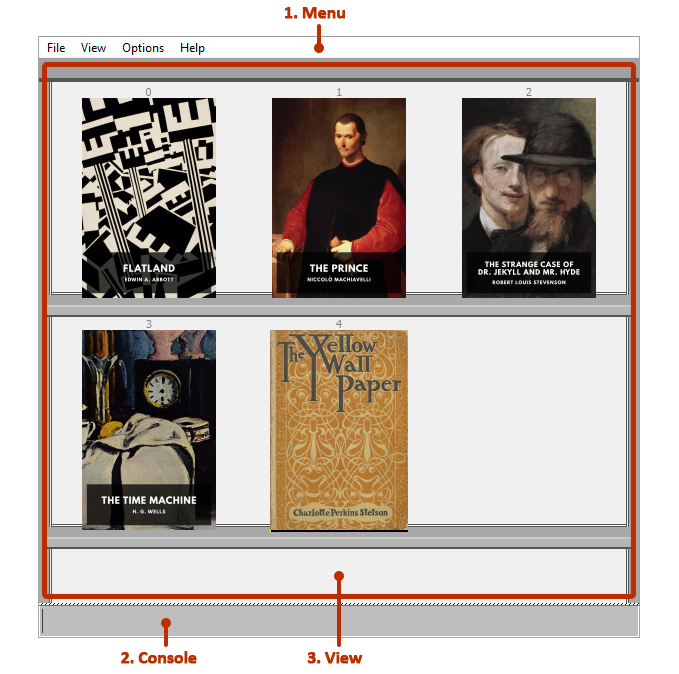 1. Menu
File View Options Help
0 1 2
FLATLAND
EDWIN A. ABBOTT
THE PRINCE
NICCOLÒ MACHIAVELLI
THE STRANGE CASE OF
DR. JEKYLL AND MR. HYDE
ROBERT LOUIS STEVENSON
3 4
THE TIME MACHINE
H. G. WELLS
The Yellow
Wall
Paper
Charlotte Perkins Stetson
2. Console
3. View